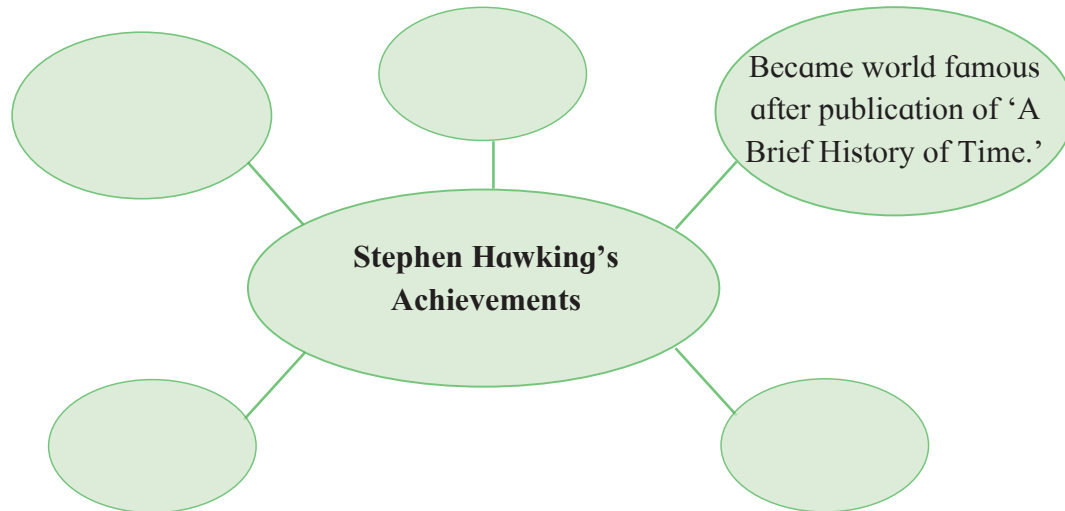 Became world famous
after publication of ‘A
Brief History of Time.’
Stephen Hawking’s
Achievements